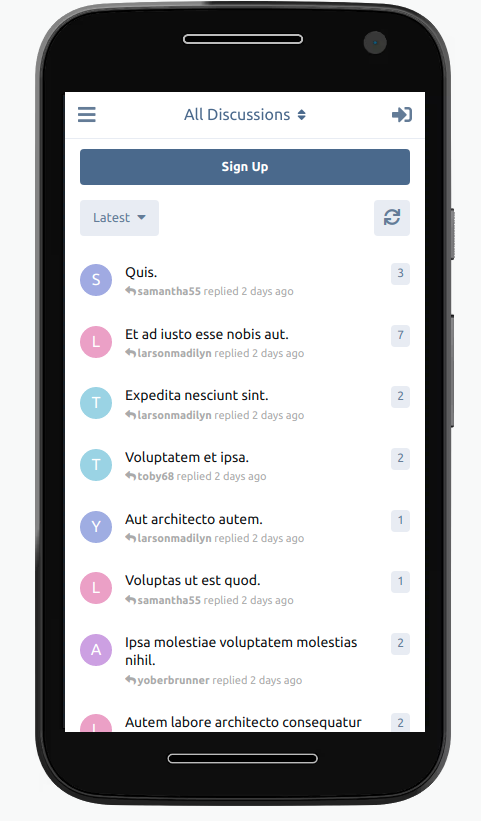 All Discussions
Sign Up
Latest
S
Quis.
3
samantha55 replied 2 days ago
L
Et ad iusto esse nobis aut.
7
larsonmadilyn replied 2 days ago
T
Expedita nesciunt sint.
2
larsonmadilyn replied 2 days ago
T
Voluptatem et ipsa.
2
toby68 replied 2 days ago
Y
Aut architecto autem.
1
larsonmadilyn replied 2 days ago
L
Voluptas ut est quod.
1
samantha55 replied 2 days ago
A
Ipsa molestiae voluptatem molestias
nihil.
2
yoberbrunner replied 2 days ago
L
Autem labore architecto consequatur
2